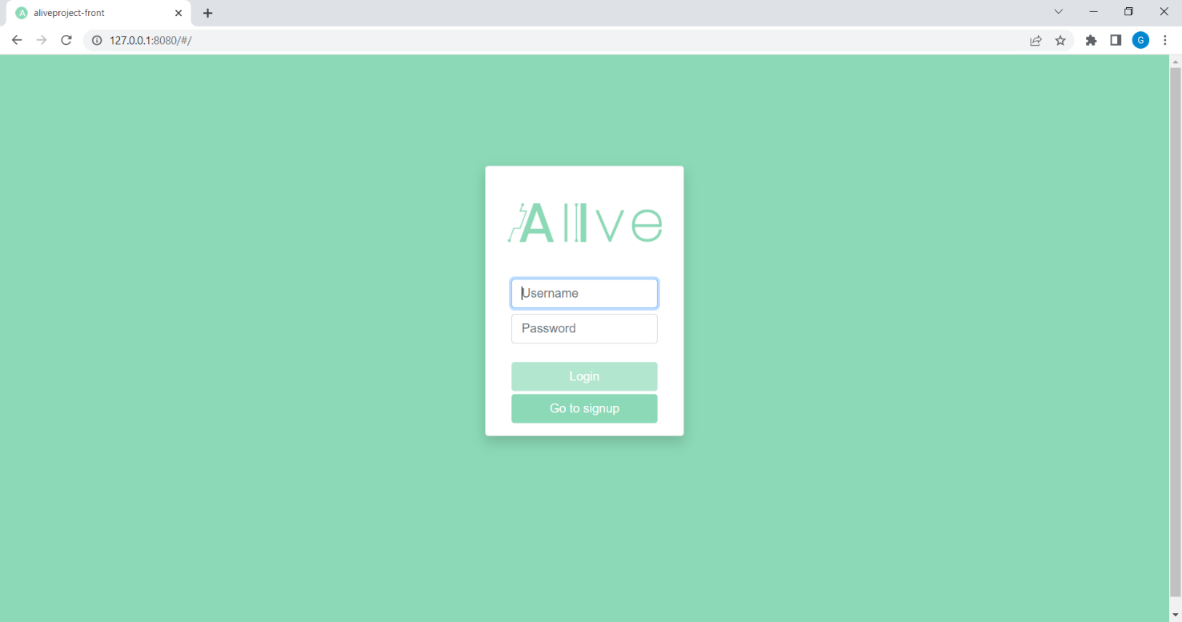 aliveproject-front
127.0.0.1:8080/#/
G
Alive
Username
Password
Login
Go to signup